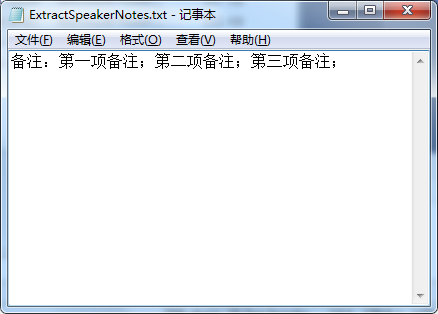 ExtractSpeakerNotes.txt - 记事本
文件(F) 编辑(E) 格式(O) 查看(V) 帮助(H)
备注：第一项备注；第二项备注；第三项备注；